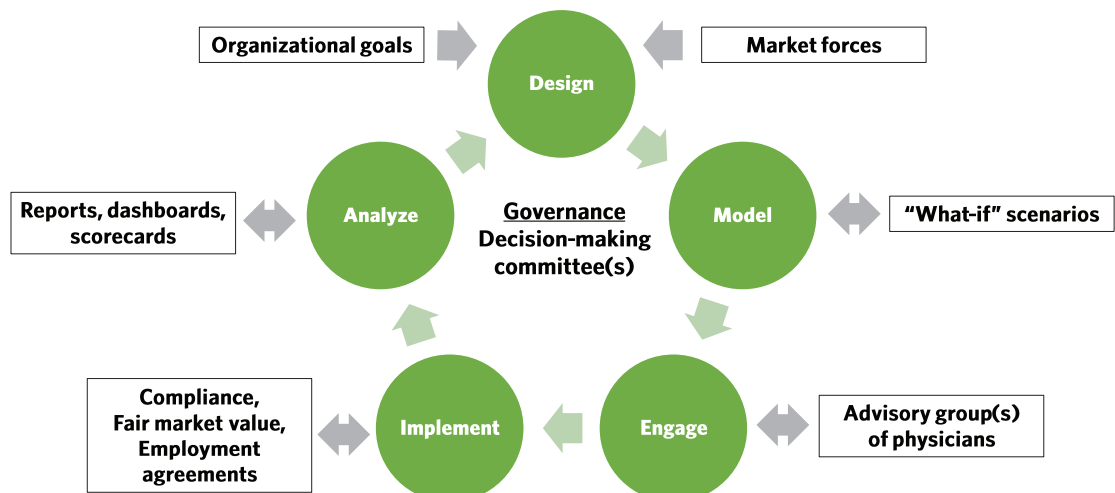 Organizational goals
Design
Market forces
Reports, dashboards,
scorecards
Analyze
Governance
Decision-making
committee(s)
Model
“What-if” scenarios
Compliance,
Fair market value,
Employment
agreements
Implement
Engage
Advisory group(s)
of physicians